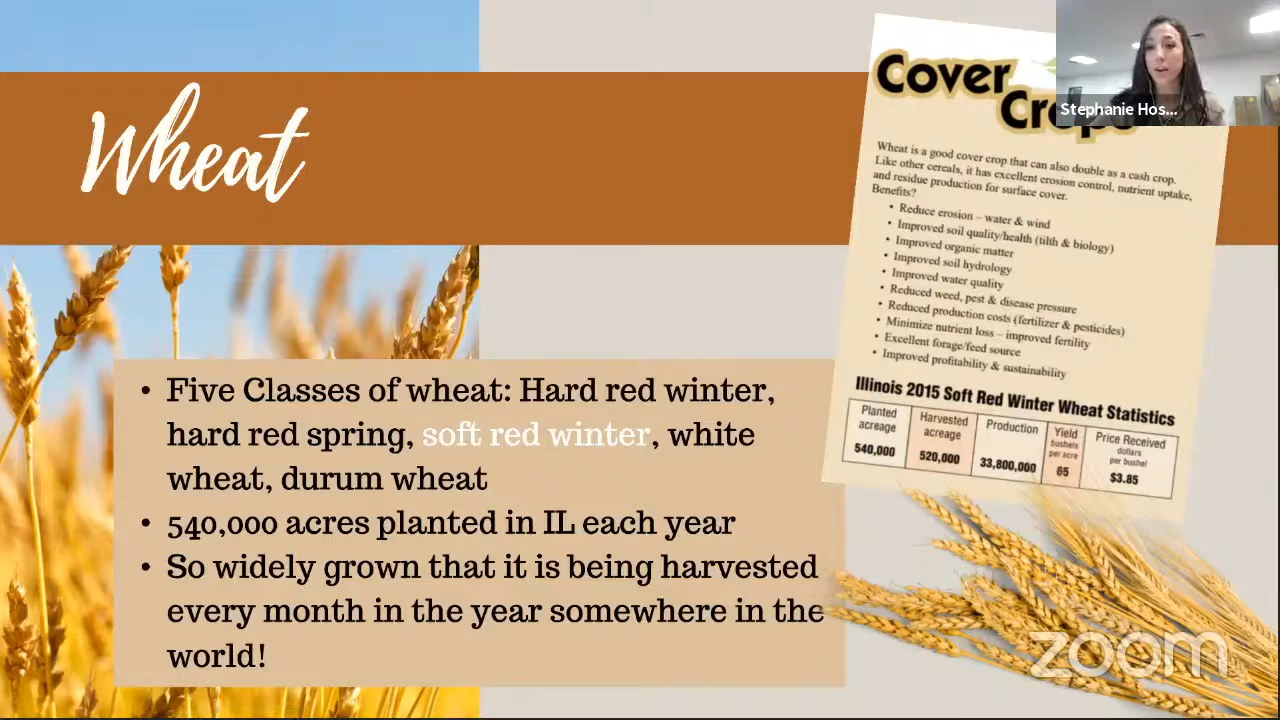 Wheat
• Five Classes of wheat: Hard red winter,
hard red spring, soft red winter, white
wheat, durum wheat
• 540,000 acres planted in IL each year
• So widely grown that it is being harvested
every month in the year somewhere in the
world!
Cover
Crops
Wheat is a good cover crop that can also double as a cash crop.
Like other cereals, it has excellent erosion control, nutrient uptake,
and residue production for surface cover.
Benefits?
• Reduce erosion – water & wind
• Improved soil quality/health (tilth & biology)
• Improved organic matter
• Improved soil hydrology
• Improved water quality
• Reduced weed, pest & disease pressure
• Reduced production costs (fertilizer & pesticides)
• Minimize nutrient loss – improved fertility
• Excellent forage/feed source
• Improved profitability & sustainability
Illinois 2015 Soft Red Winter Wheat Statistics
Planted
acreage
540,000
Harvested
acreage
520,000
Production
33,800,000
Yield
bushels
per acre
65
Price Received
dollars
per bushel
$3.85
Stephanie Hos...
zoom